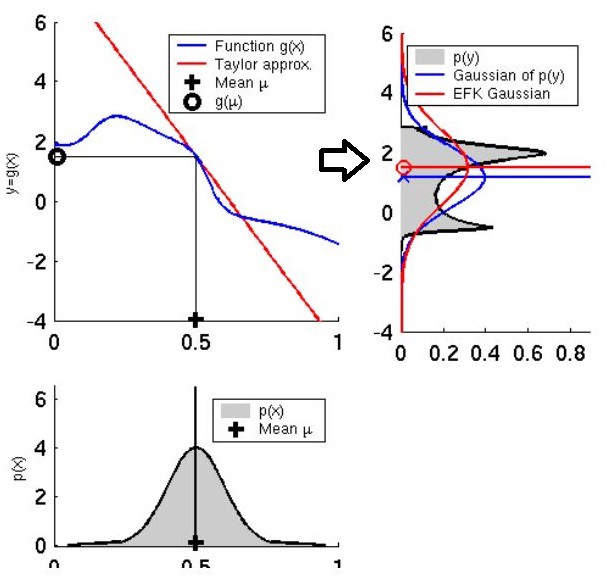 6
4
2
0
-2
-4
y=g(x)
Function g(x)
Taylor approx.
Mean μ
g(μ)
0
0.5
1
6
4
2
0
-2
-4
p(y)
Gaussian of p(y)
EFK Gaussian
0
0.2
0.4
0.6
0.8
6
4
2
0
p(x)
p(x)
Mean μ
0
0.5
1